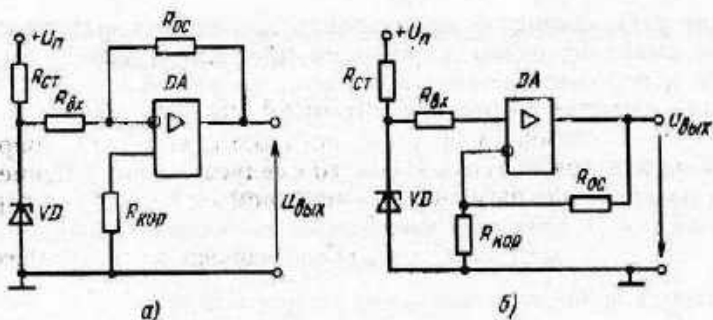 +Uп
Rст
Rвх
Rос
DA
VD
Rкор
Uвых
а)
+Uп
Rст
Rвх
DA
VD
Rос
Rкор
Uвых
б)